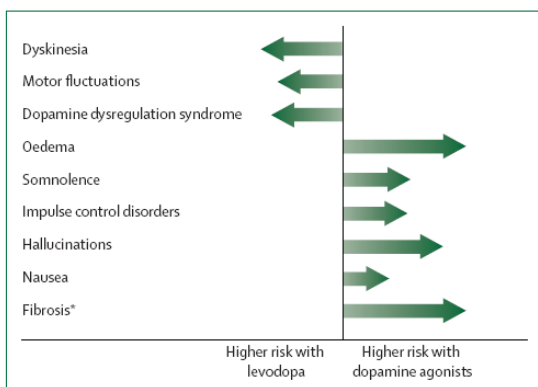 Dyskinesia
Motor fluctuations
Dopamine dysregulation syndrome
Oedema
Somnolence
Impulse control disorders
Hallucinations
Nausea
Fibrosis*
Higher risk with
levodopa
Higher risk with
dopamine agonists